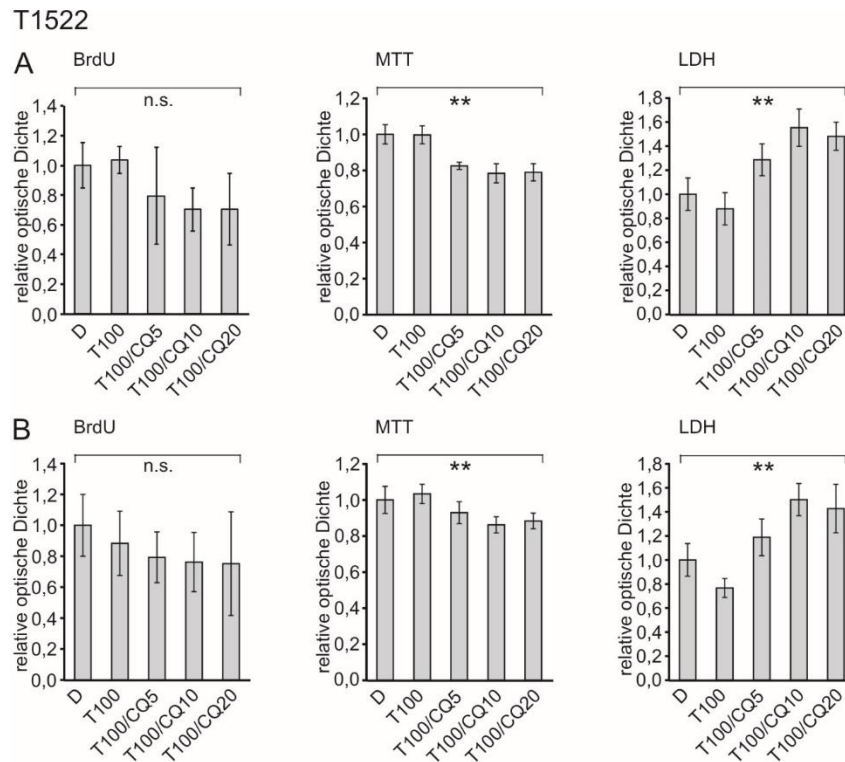 T1522
A
BrdU
MTT
LDH
n.s.
**
**
relative optische Dichte
1,4
1,2
1,0
0,8
0,6
0,4
0,2
0,0
D
T100
T100/CQ5
T100/CQ10
T100/CQ20
relative optische Dichte
1,2
1,0
0,8
0,6
0,4
0,2
0,0
D
T100
T100/CQ5
T100/CQ10
T100/CQ20
relative optische Dichte
1,8
1,6
1,4
1,2
1,0
0,8
0,6
0,4
0,2
0,0
D
T100
T100/CQ5
T100/CQ10
T100/CQ20
B
BrdU
MTT
LDH
n.s.
**
**
relative optische Dichte
1,4
1,2
1,0
0,8
0,6
0,4
0,2
0,0
D
T100
T100/CQ5
T100/CQ10
T100/CQ20
relative optische Dichte
1,2
1,0
0,8
0,6
0,4
0,2
0,0
D
T100
T100/CQ5
T100/CQ10
T100/CQ20
relative optische Dichte
1,8
1,6
1,4
1,2
1,0
0,8
0,6
0,4
0,2
0,0
D
T100
T100/CQ5
T100/CQ10
T100/CQ20